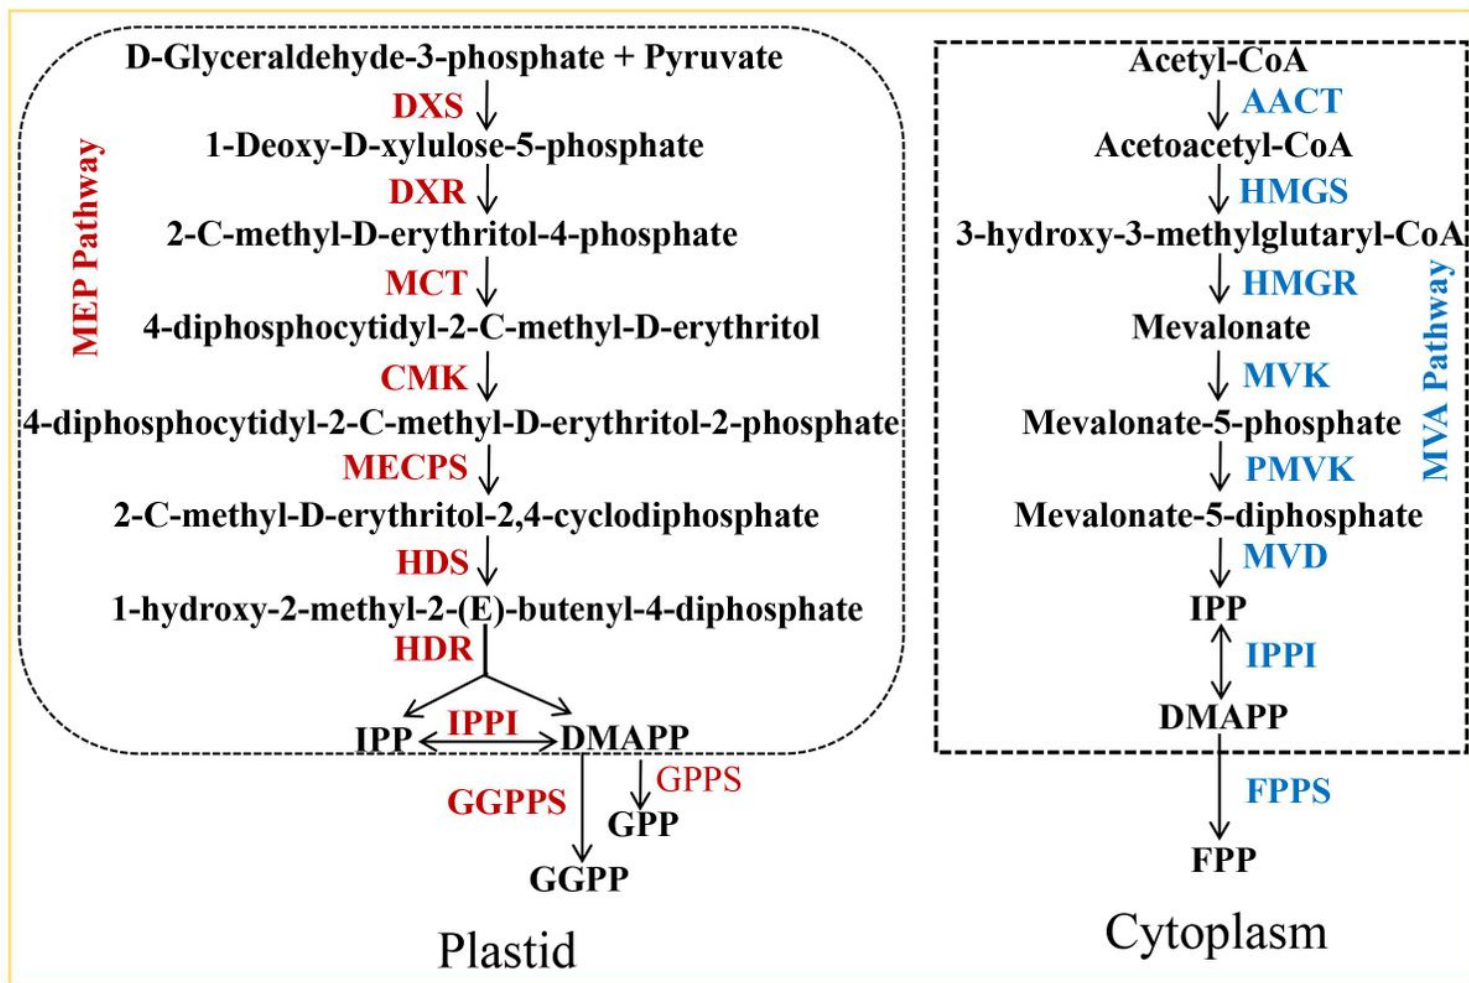 D-Glyceraldehyde-3-phosphate + Pyruvate
DXS
1-Deoxy-D-xylulose-5-phosphate
DXR
2-C-methyl-D-erythritol-4-phosphate
MCT
4-diphosphocytidyl-2-C-methyl-D-erythritol
CMK
4-diphosphocytidyl-2-C-methyl-D-erythritol-2-phosphate
MECPS
2-C-methyl-D-erythritol-2,4-cyclodiphosphate
HDS
1-hydroxy-2-methyl-2-(E)-butenyl-4-diphosphate
HDR
IPP
IPPI
DMAPP
GGPPS
GPPS
GPP
GGPP
MEP Pathway
Plastid
Acetyl-CoA
AACT
Acetoacetyl-CoA
HMGS
3-hydroxy-3-methylglutaryl-CoA
HMGR
Mevalonate
MVK
Mevalonate-5-phosphate
PMVK
Mevalonate-5-diphosphate
MVD
IPP
IPPI
DMAPP
FPPS
FPP
MVA Pathway
Cytoplasm